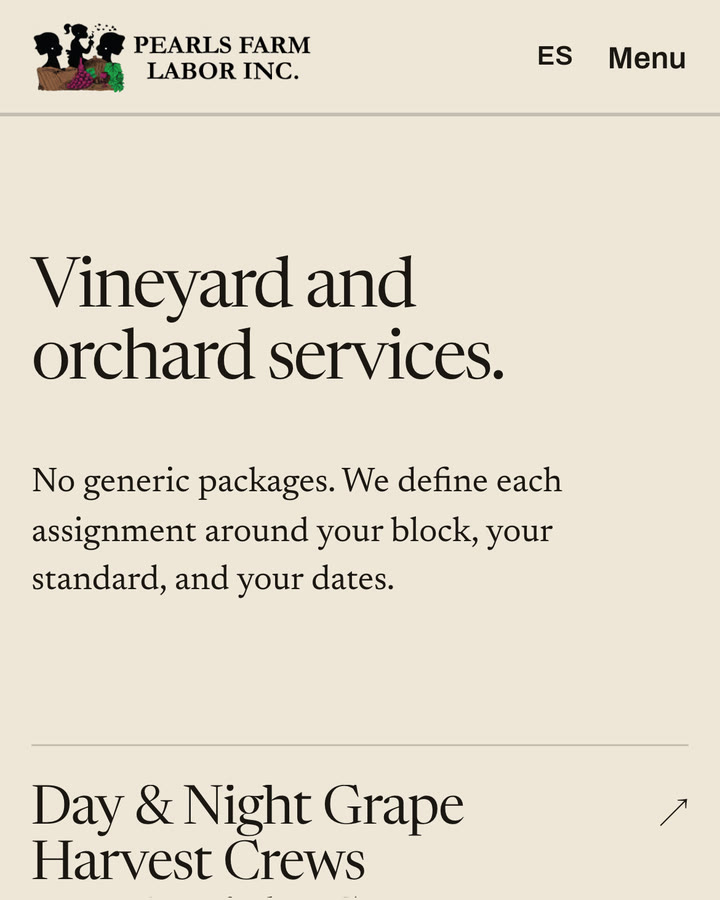 PEARLS FARM
LABOR INC.
ES
Menu
Vineyard and
orchard services.
No generic packages. We define each
assignment around your block, your
standard, and your dates.
Day & Night Grape
Harvest Crews